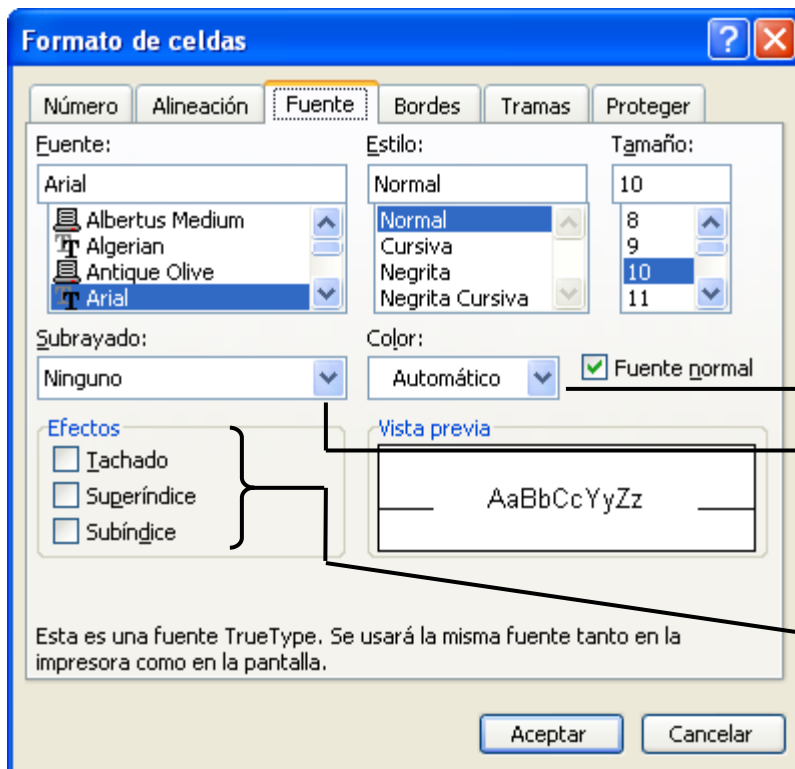 Formato de celdas
Número Alineación Fuente Bordes Tramas Proteger
Fuente: Estilo: Tamaño:
Arial Normal 10
Albertus Medium Normal 8
Algerian Cursiva 9
Antique Olive Negrita 10
Arial Negrita Cursiva 11
Subrayado: Color:
Ninguno Automático Fuente normal
Efectos Vista previa
Tachado
Superíndice AaBbCcYyZz
Subíndice
Esta es una fuente TrueType. Se usará la misma fuente tanto en la
impresora como en la pantalla.
Aceptar Cancelar